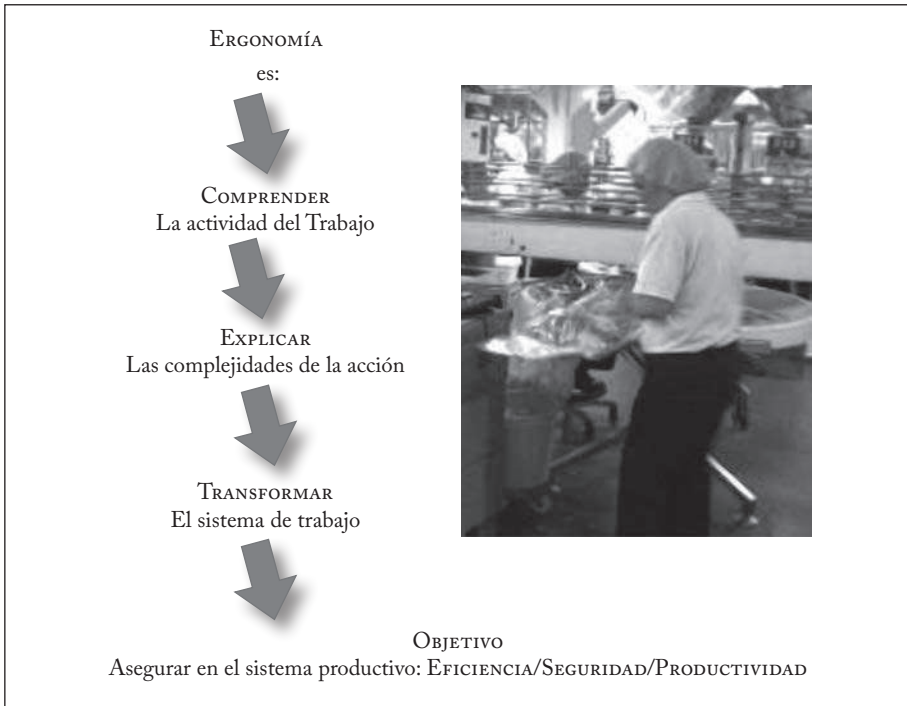 ERGONOMÍA
es:
COMPRENDER
La actividad del Trabajo
EXPLICAR
Las complejidades de la acción
TRANSFORMAR
El sistema de trabajo
OBJETIVO
Asegurar en el sistema productivo: EFICIENCIA/SEGURIDAD/PRODUCTIVIDAD